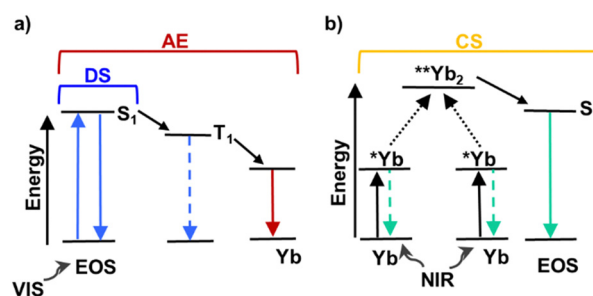 a)
AE
DS
S1
T1
Energy
EOS
Yb
VIS
b)
CS
**Yb2
S
*Yb
*Yb
Energy
Yb
NIR
Yb
EOS